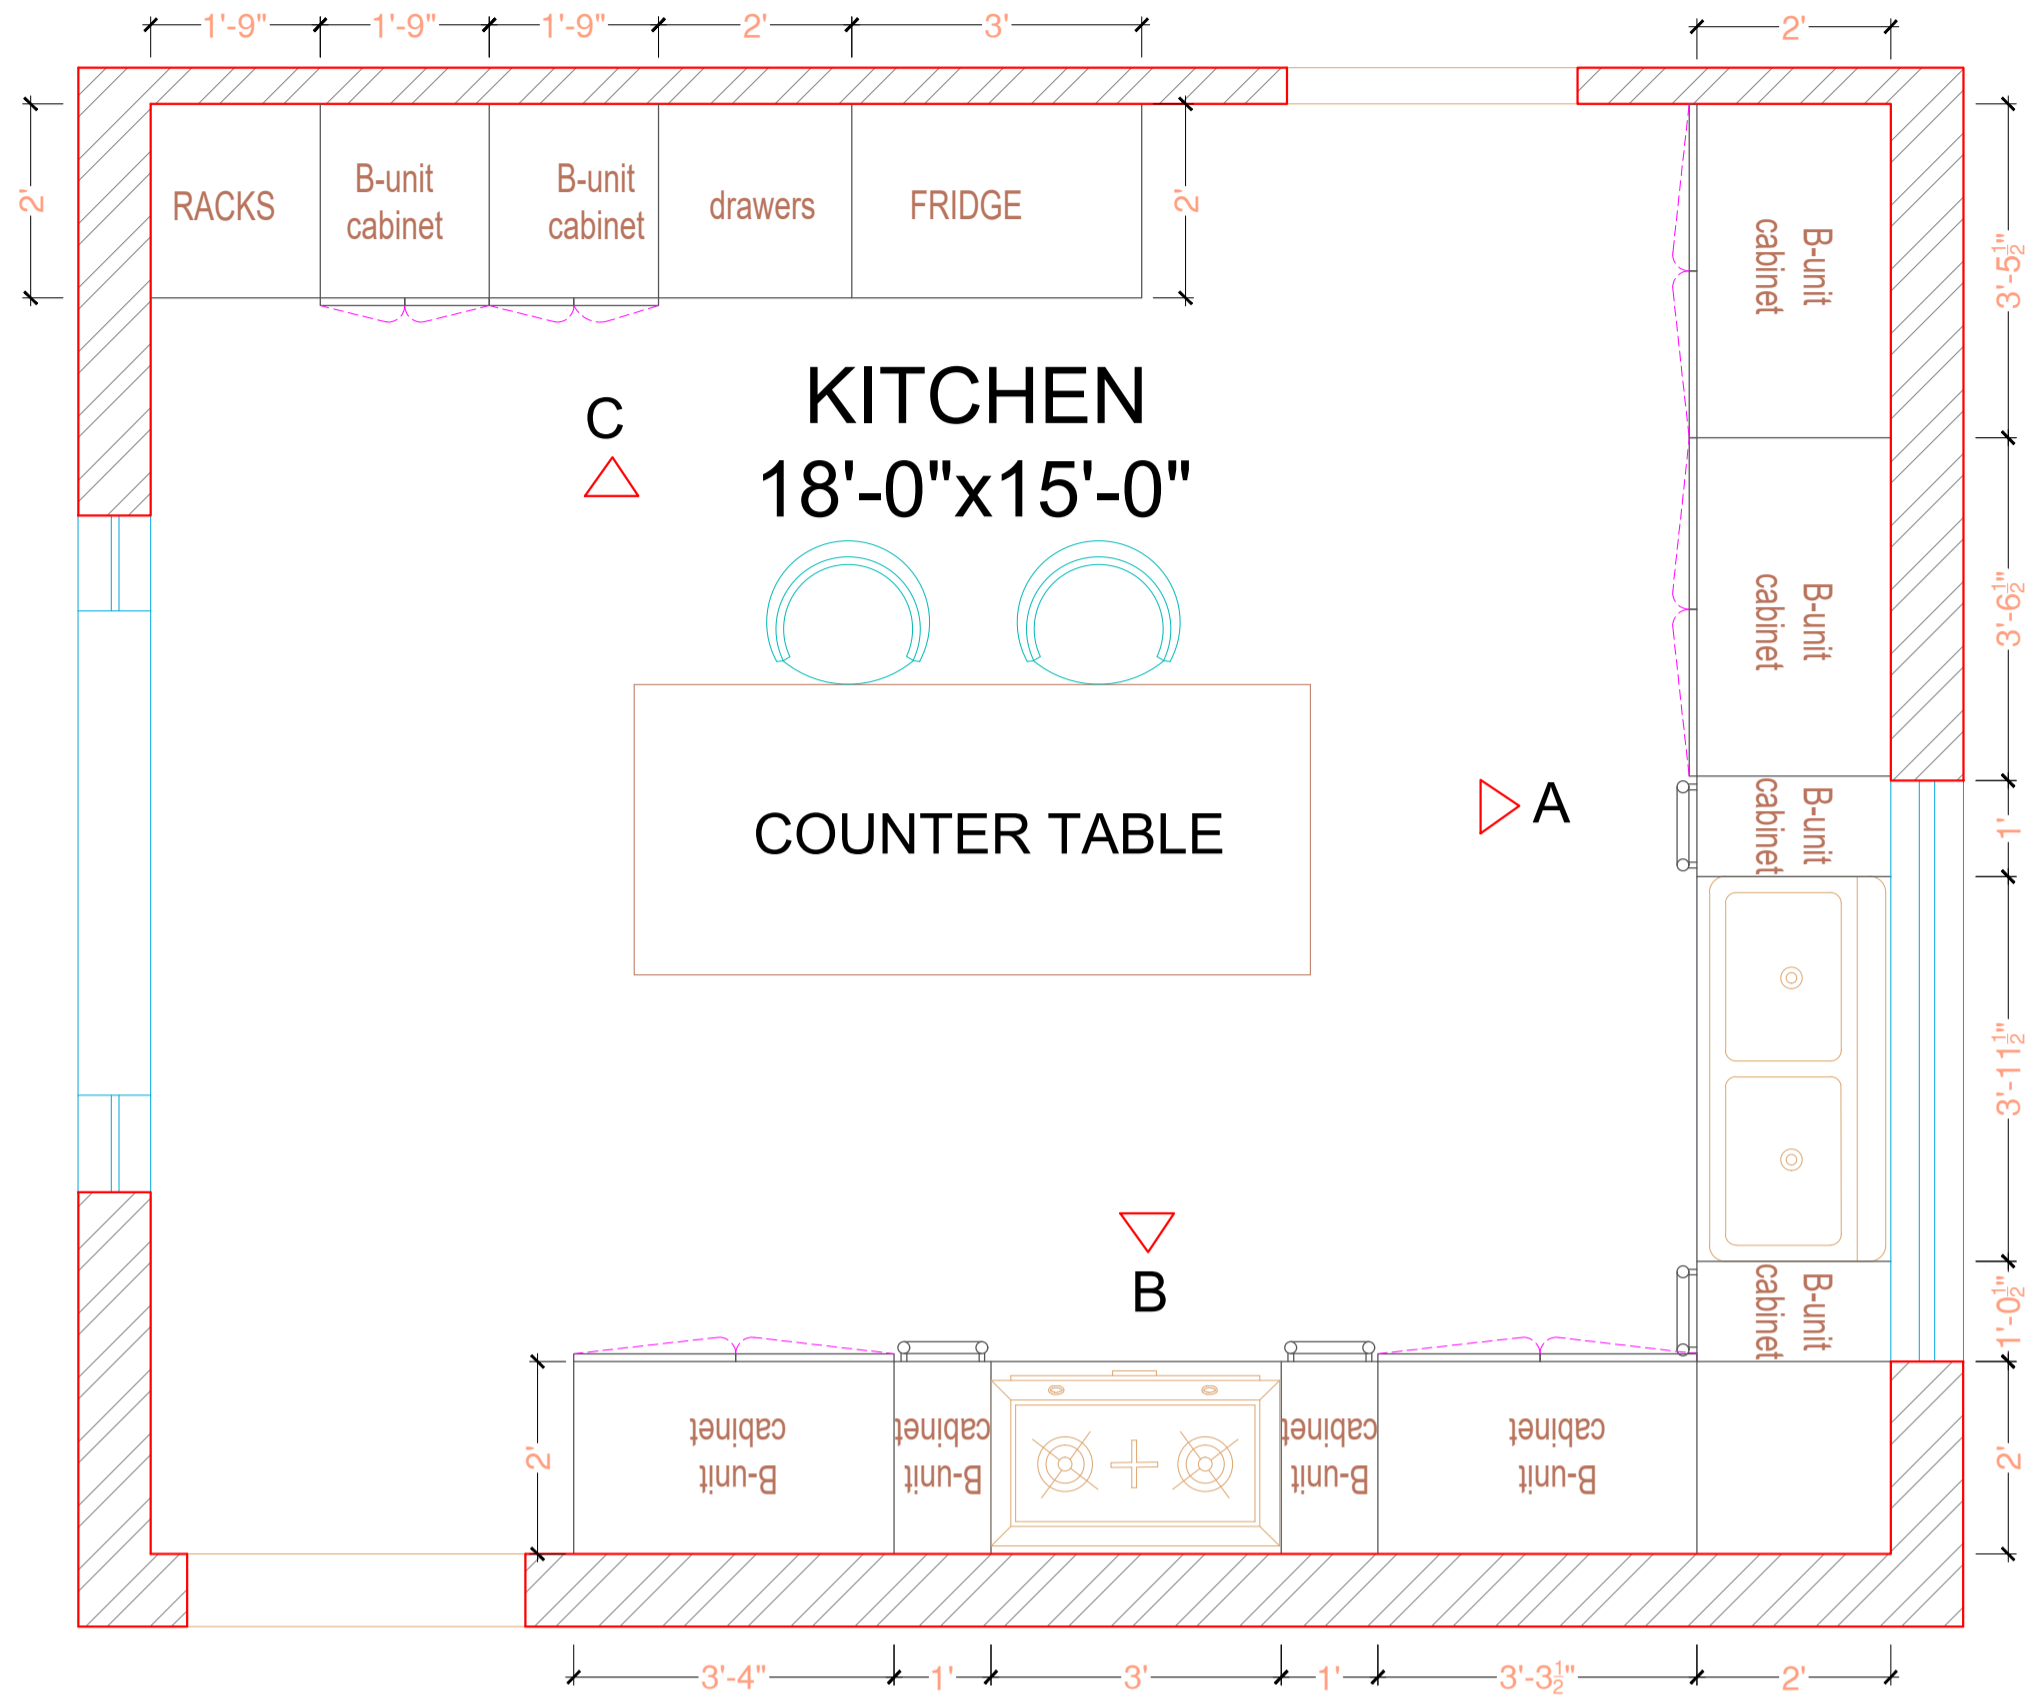 1'-9" 1'-9" 1'-9" 2' 3' 2'
2'
RACKS
B-unit
cabinet
B-unit
cabinet
drawers
FRIDGE
2'
B-unit
cabinet
3'-5½"
KITCHEN
18'-0"x15'-0"
C
B-unit
cabinet
3'-6½"
COUNTER TABLE
A
B-unit
cabinet
1'
3'-11½"
B
B-unit
cabinet
1'-0½"
2'
B-unit
cabinet
B-unit
cabinet
B-unit
cabinet
B-unit
cabinet
2'
3'-4" 1' 3' 1' 3'-3½" 2'